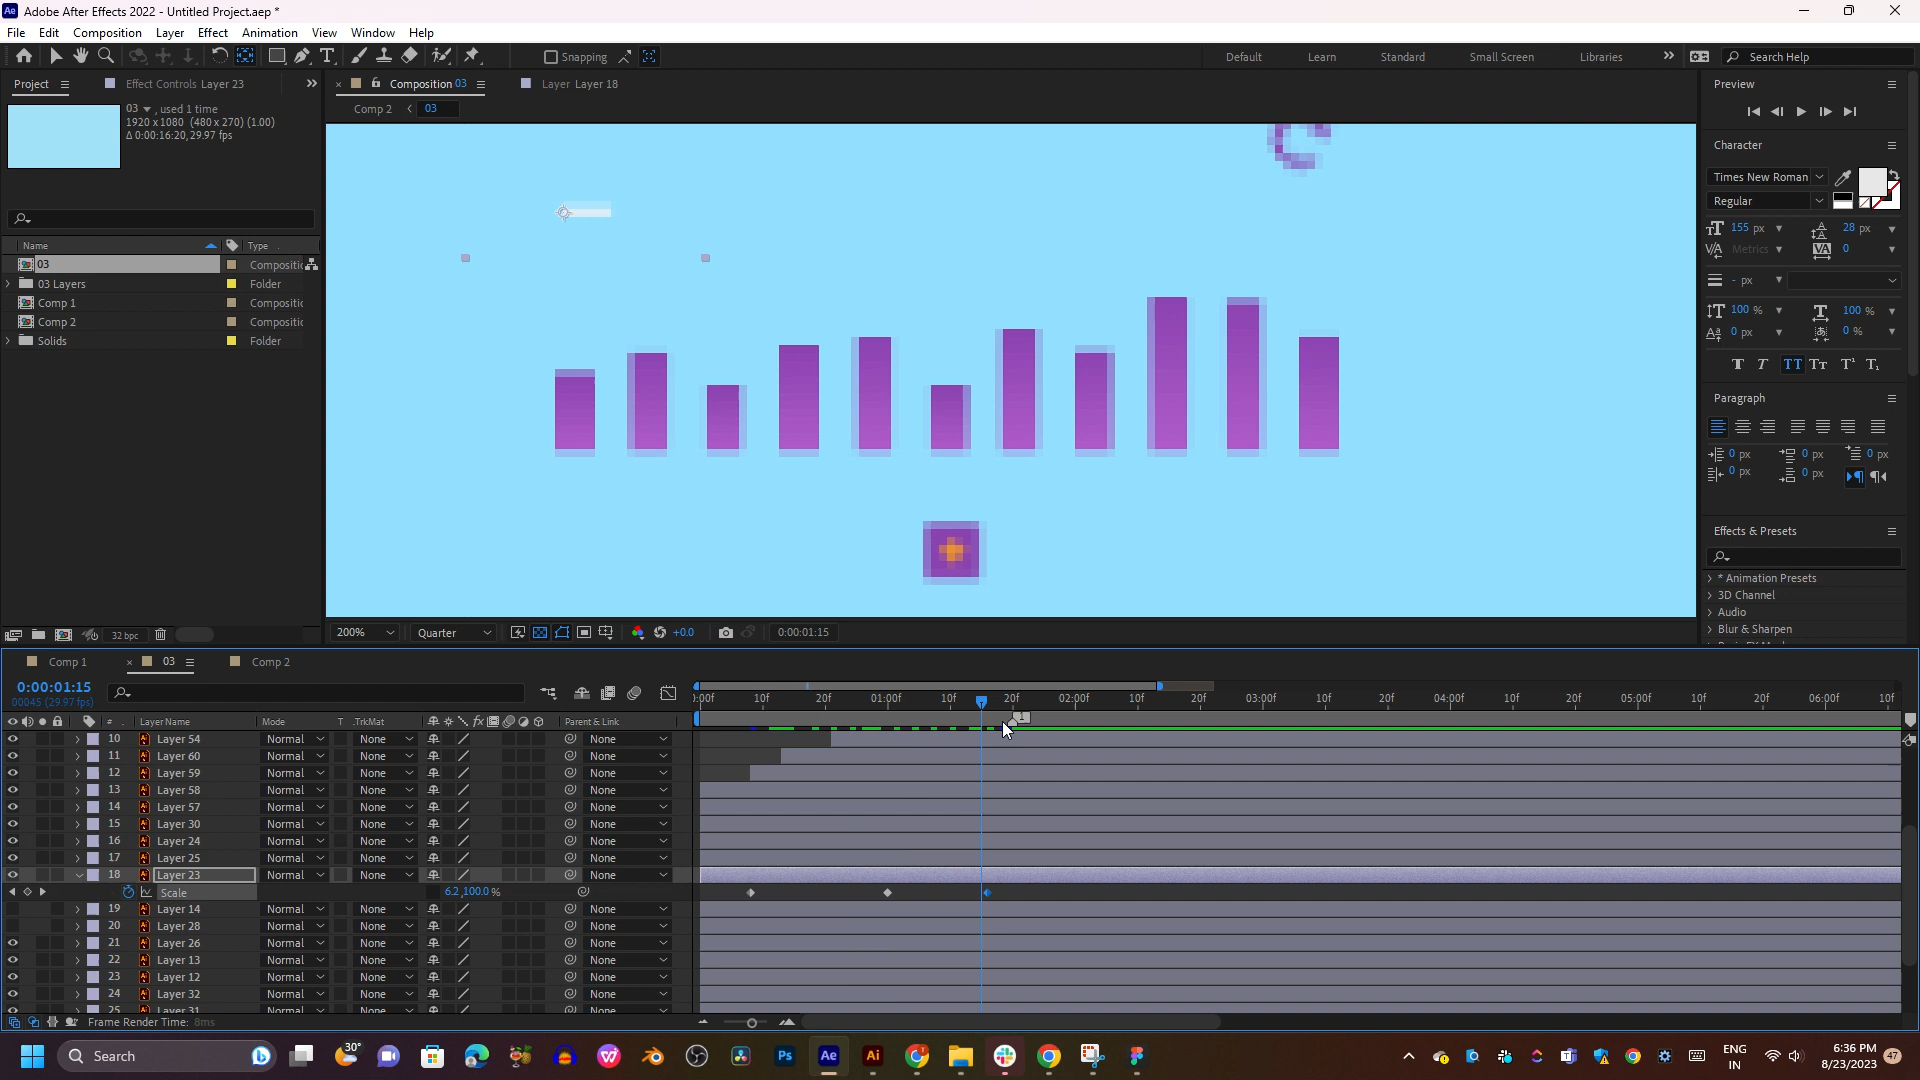 Adobe After Effects 2022 - Untitled Project.aep *
File Edit Composition Layer Effect Animation View Window Help
Snapping Default Learn Standard Small Screen Libraries Search Help
Project Effect Controls Layer 23 Composition 03 Layer Layer 18 Preview
03 , used 1 time
1920 x 1080 (480 x 270) (1.00)
Δ 0:00:16:20, 29.97 fps
Comp 2 03
Character
Times New Roman
Regular
155 px 28 px
Metrics 0
- px
100 % 100 %
0 px 0 %
Paragraph
0 px 0 px 0 px
0 px 0 px
Effects & Presets
* Animation Presets
3D Channel
Audio
Blur & Sharpen
Name Type
03 Compositic
03 Layers Folder
Comp 1 Compositic
Comp 2 Compositic
Solids Folder
32 bpc
200% Quarter +0.0 0:00:01:15
Comp 1 03 Comp 2
0:00:01:15
00045 (29.97 fps)
):00f 10f 20f 01:00f 10f 20f 02:00f 10f 20f 03:00f 10f 20f 04:00f 10f 20f 05:00f 10f 20f 06:00f 10f
# Layer Name Mode T .TrkMat Parent & Link
1
10 Layer 54 Normal None None
11 Layer 60 Normal None None
12 Layer 59 Normal None None
13 Layer 58 Normal None None
14 Layer 57 Normal None None
15 Layer 30 Normal None None
16 Layer 24 Normal None None
17 Layer 25 Normal None None
18 Layer 23 Normal None None
Scale 6.2,100.0 %
19 Layer 14 Normal None None
20 Layer 28 Normal None None
21 Layer 26 Normal None None
22 Layer 13 Normal None None
23 Layer 12 Normal None None
24 Layer 32 Normal None None
25 Layer 31 Normal None None
Frame Render Time: 8ms
Search
30°
ENG
IN
6:36 PM
8/23/2023
47